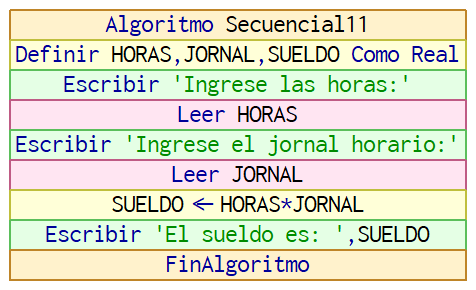 Algoritmo Secuencial11
Definir HORAS,JORNAL,SUELDO Como Real
Escribir 'Ingrese las horas:'
Leer HORAS
Escribir 'Ingrese el jornal horario:'
Leer JORNAL
SUELDO ← HORAS*JORNAL
Escribir 'El sueldo es: ',SUELDO
FinAlgoritmo